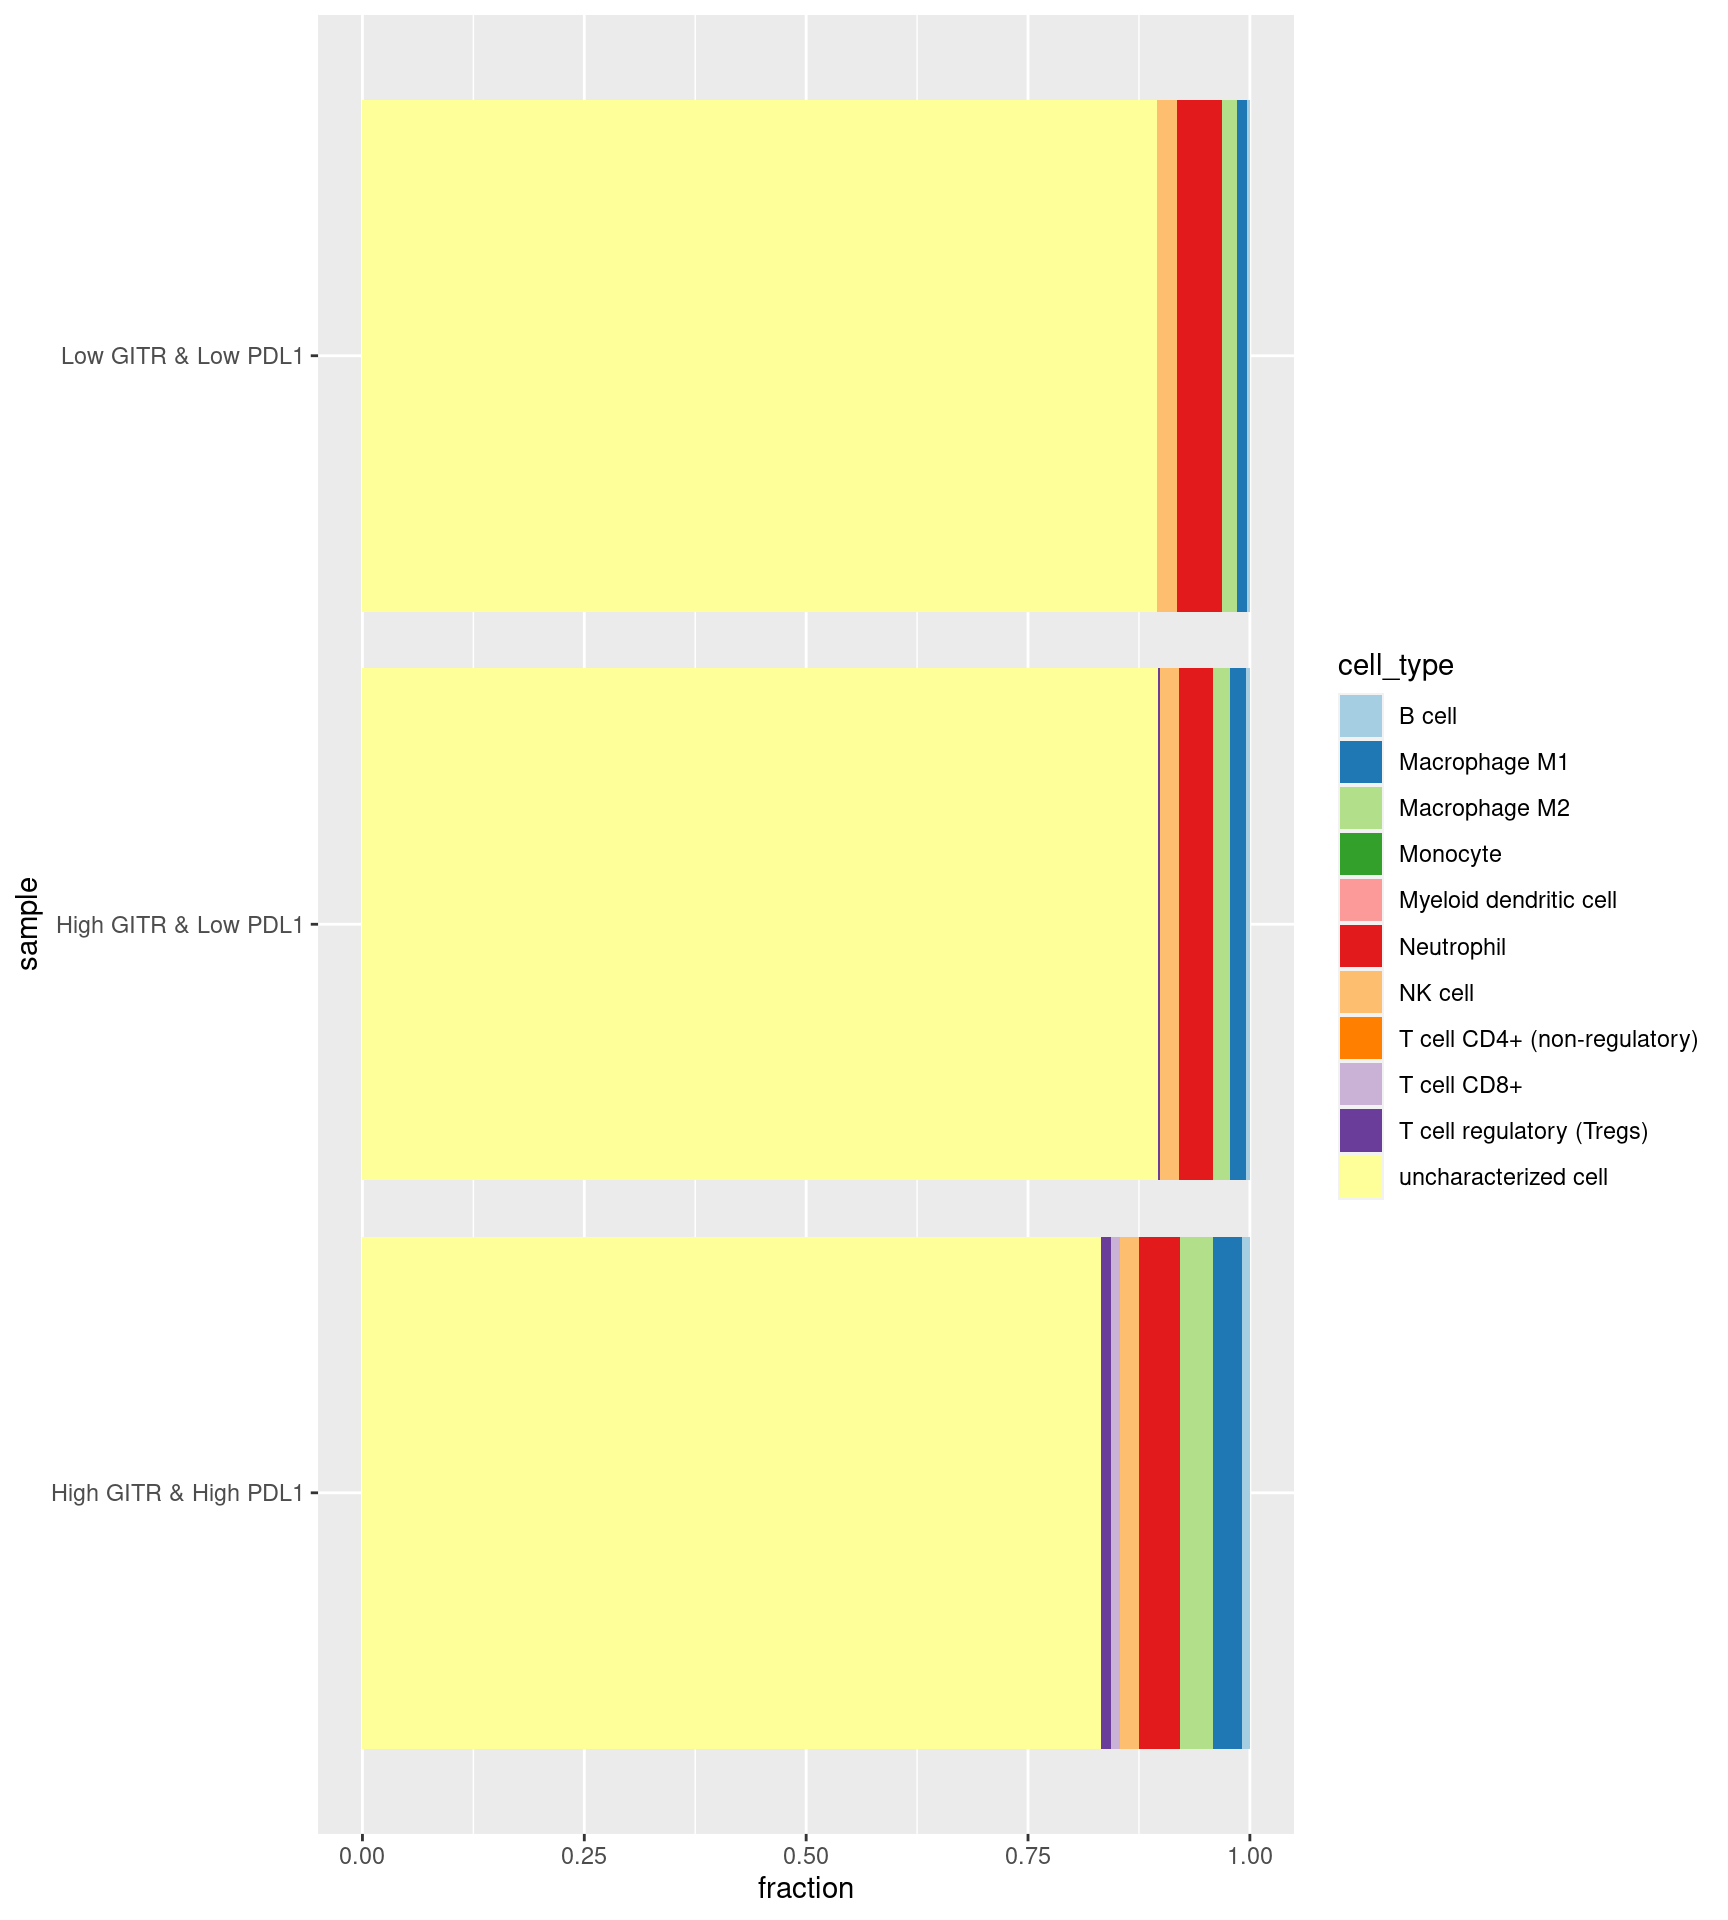 sample
Low GITR & Low PDL1
High GITR & Low PDL1
High GITR & High PDL1
0.00 0.25 0.50 0.75 1.00
fraction
cell_type
B cell
Macrophage M1
Macrophage M2
Monocyte
Myeloid dendritic cell
Neutrophil
NK cell
T cell CD4+ (non-regulatory)
T cell CD8+
T cell regulatory (Tregs)
uncharacterized cell